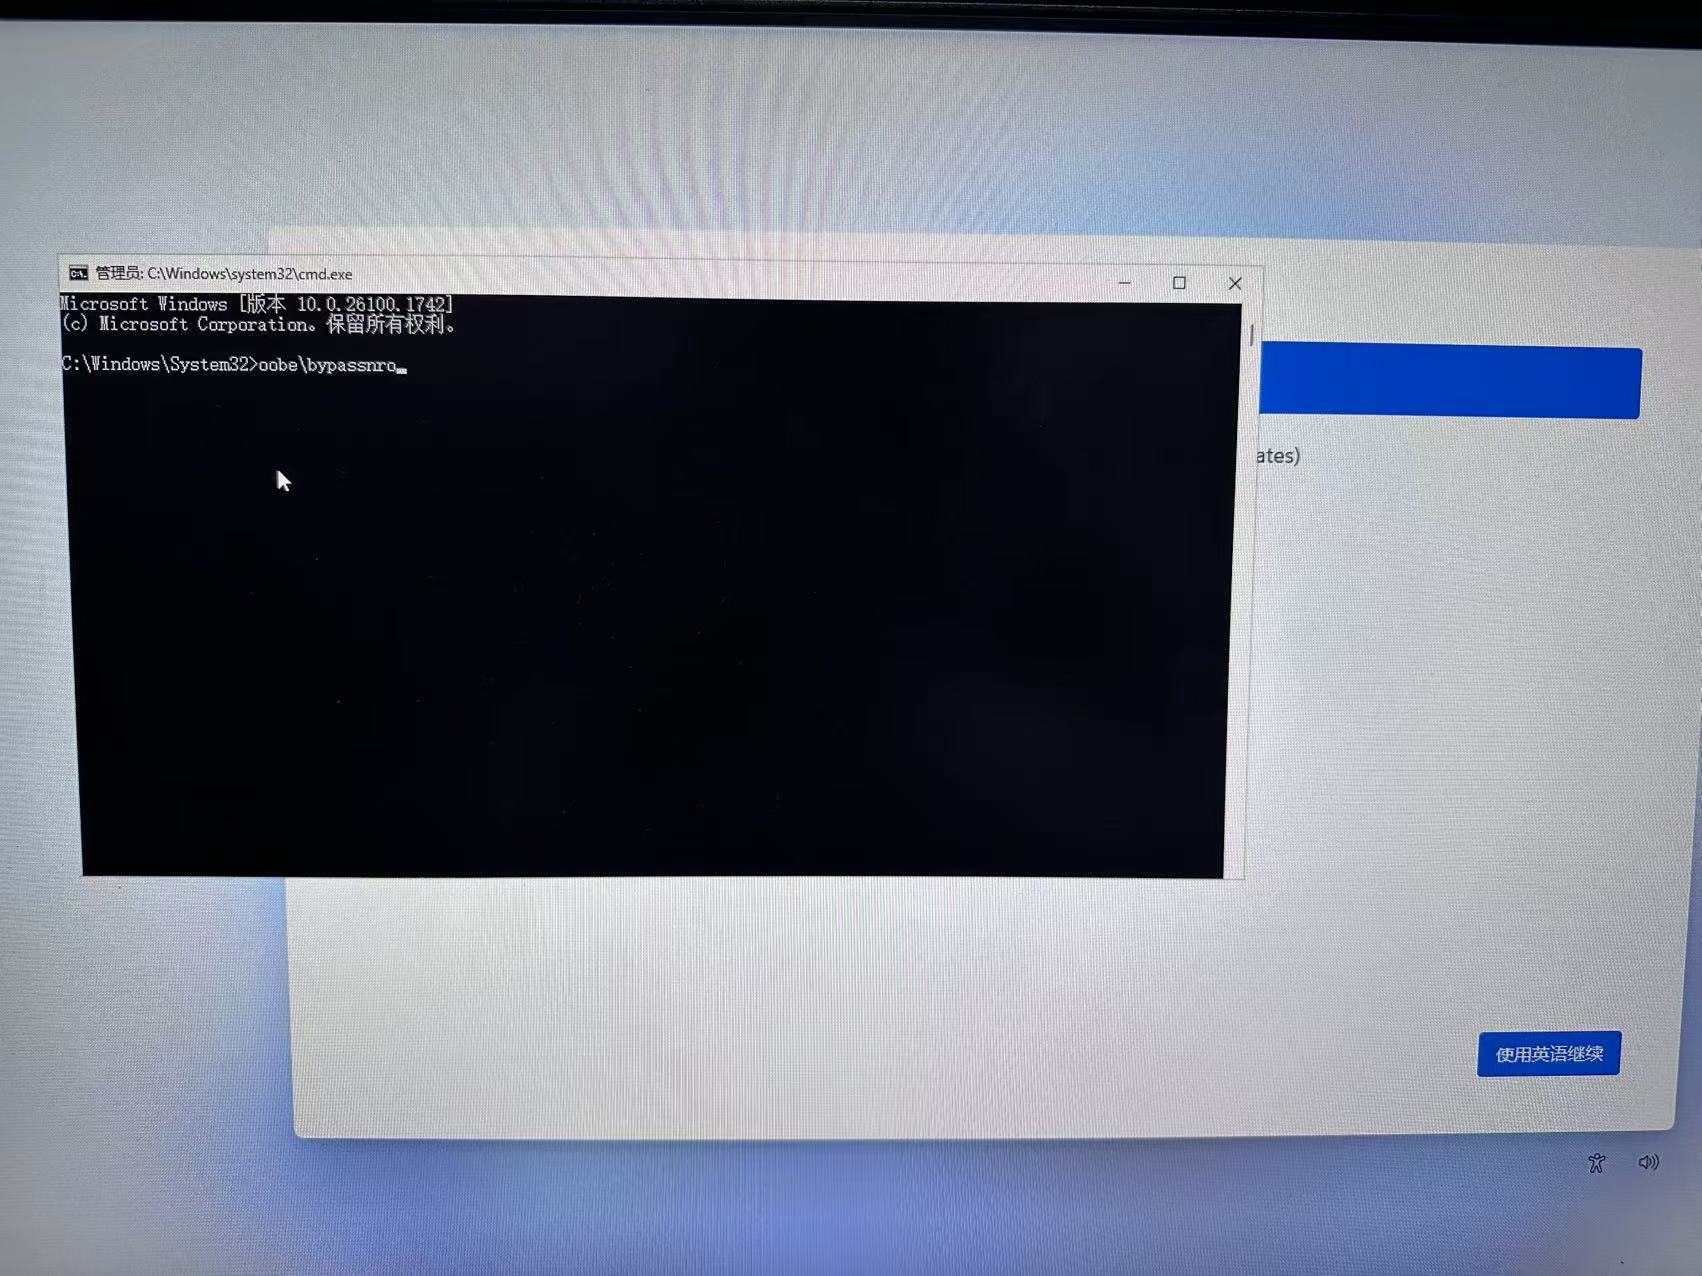 管理员: C:\Windows\system32\cmd.exe
Microsoft Windows [版本 10.0.26100.1742]
(c) Microsoft Corporation。保留所有权利。
C:\Windows\System32>oobe\bypassnro
ates)
使用英语继续